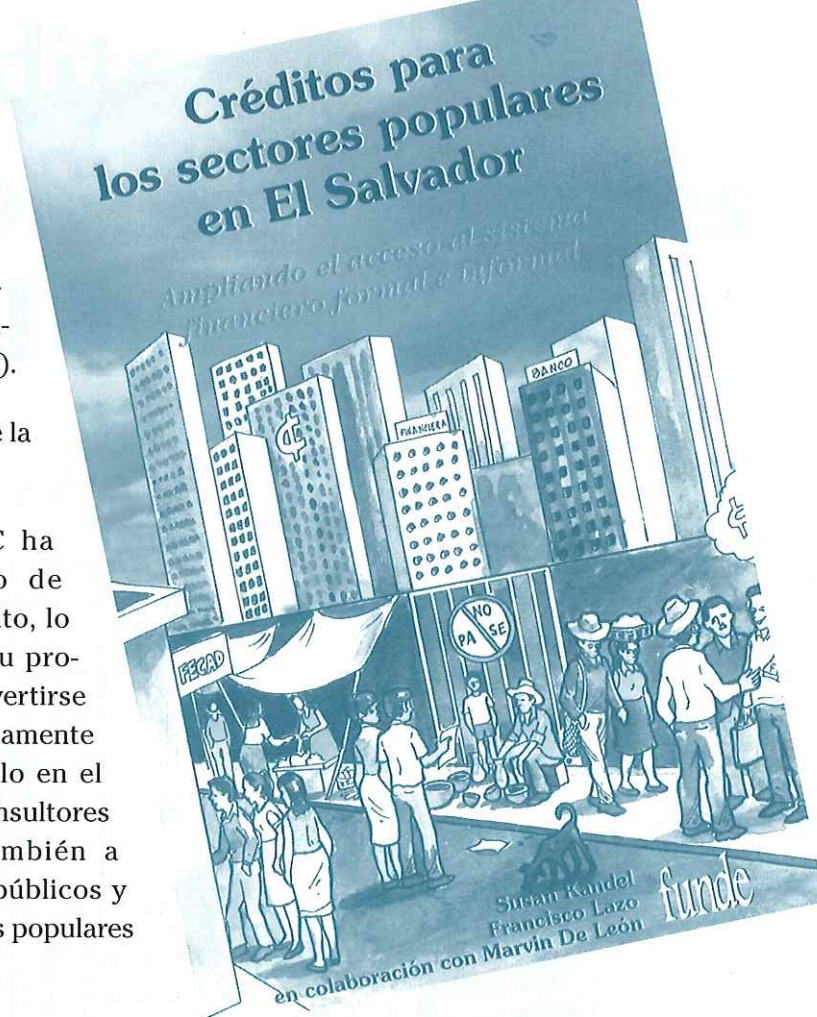 -
).
e la
C ha
o de
to, lo
u pro-
vertirse
amente
lo en el
nsultores
mbién a
públicos y
s populares
Créditos para
los sectores populares
en El Salvador
Ampliando el acceso al sistema
financiero formal e informal
BANCO
FINANCIERA
₡
₡
NO
PASE
FECAD
Susan Kandel
Francisco Lazo
en colaboración con Marvin De León
funde